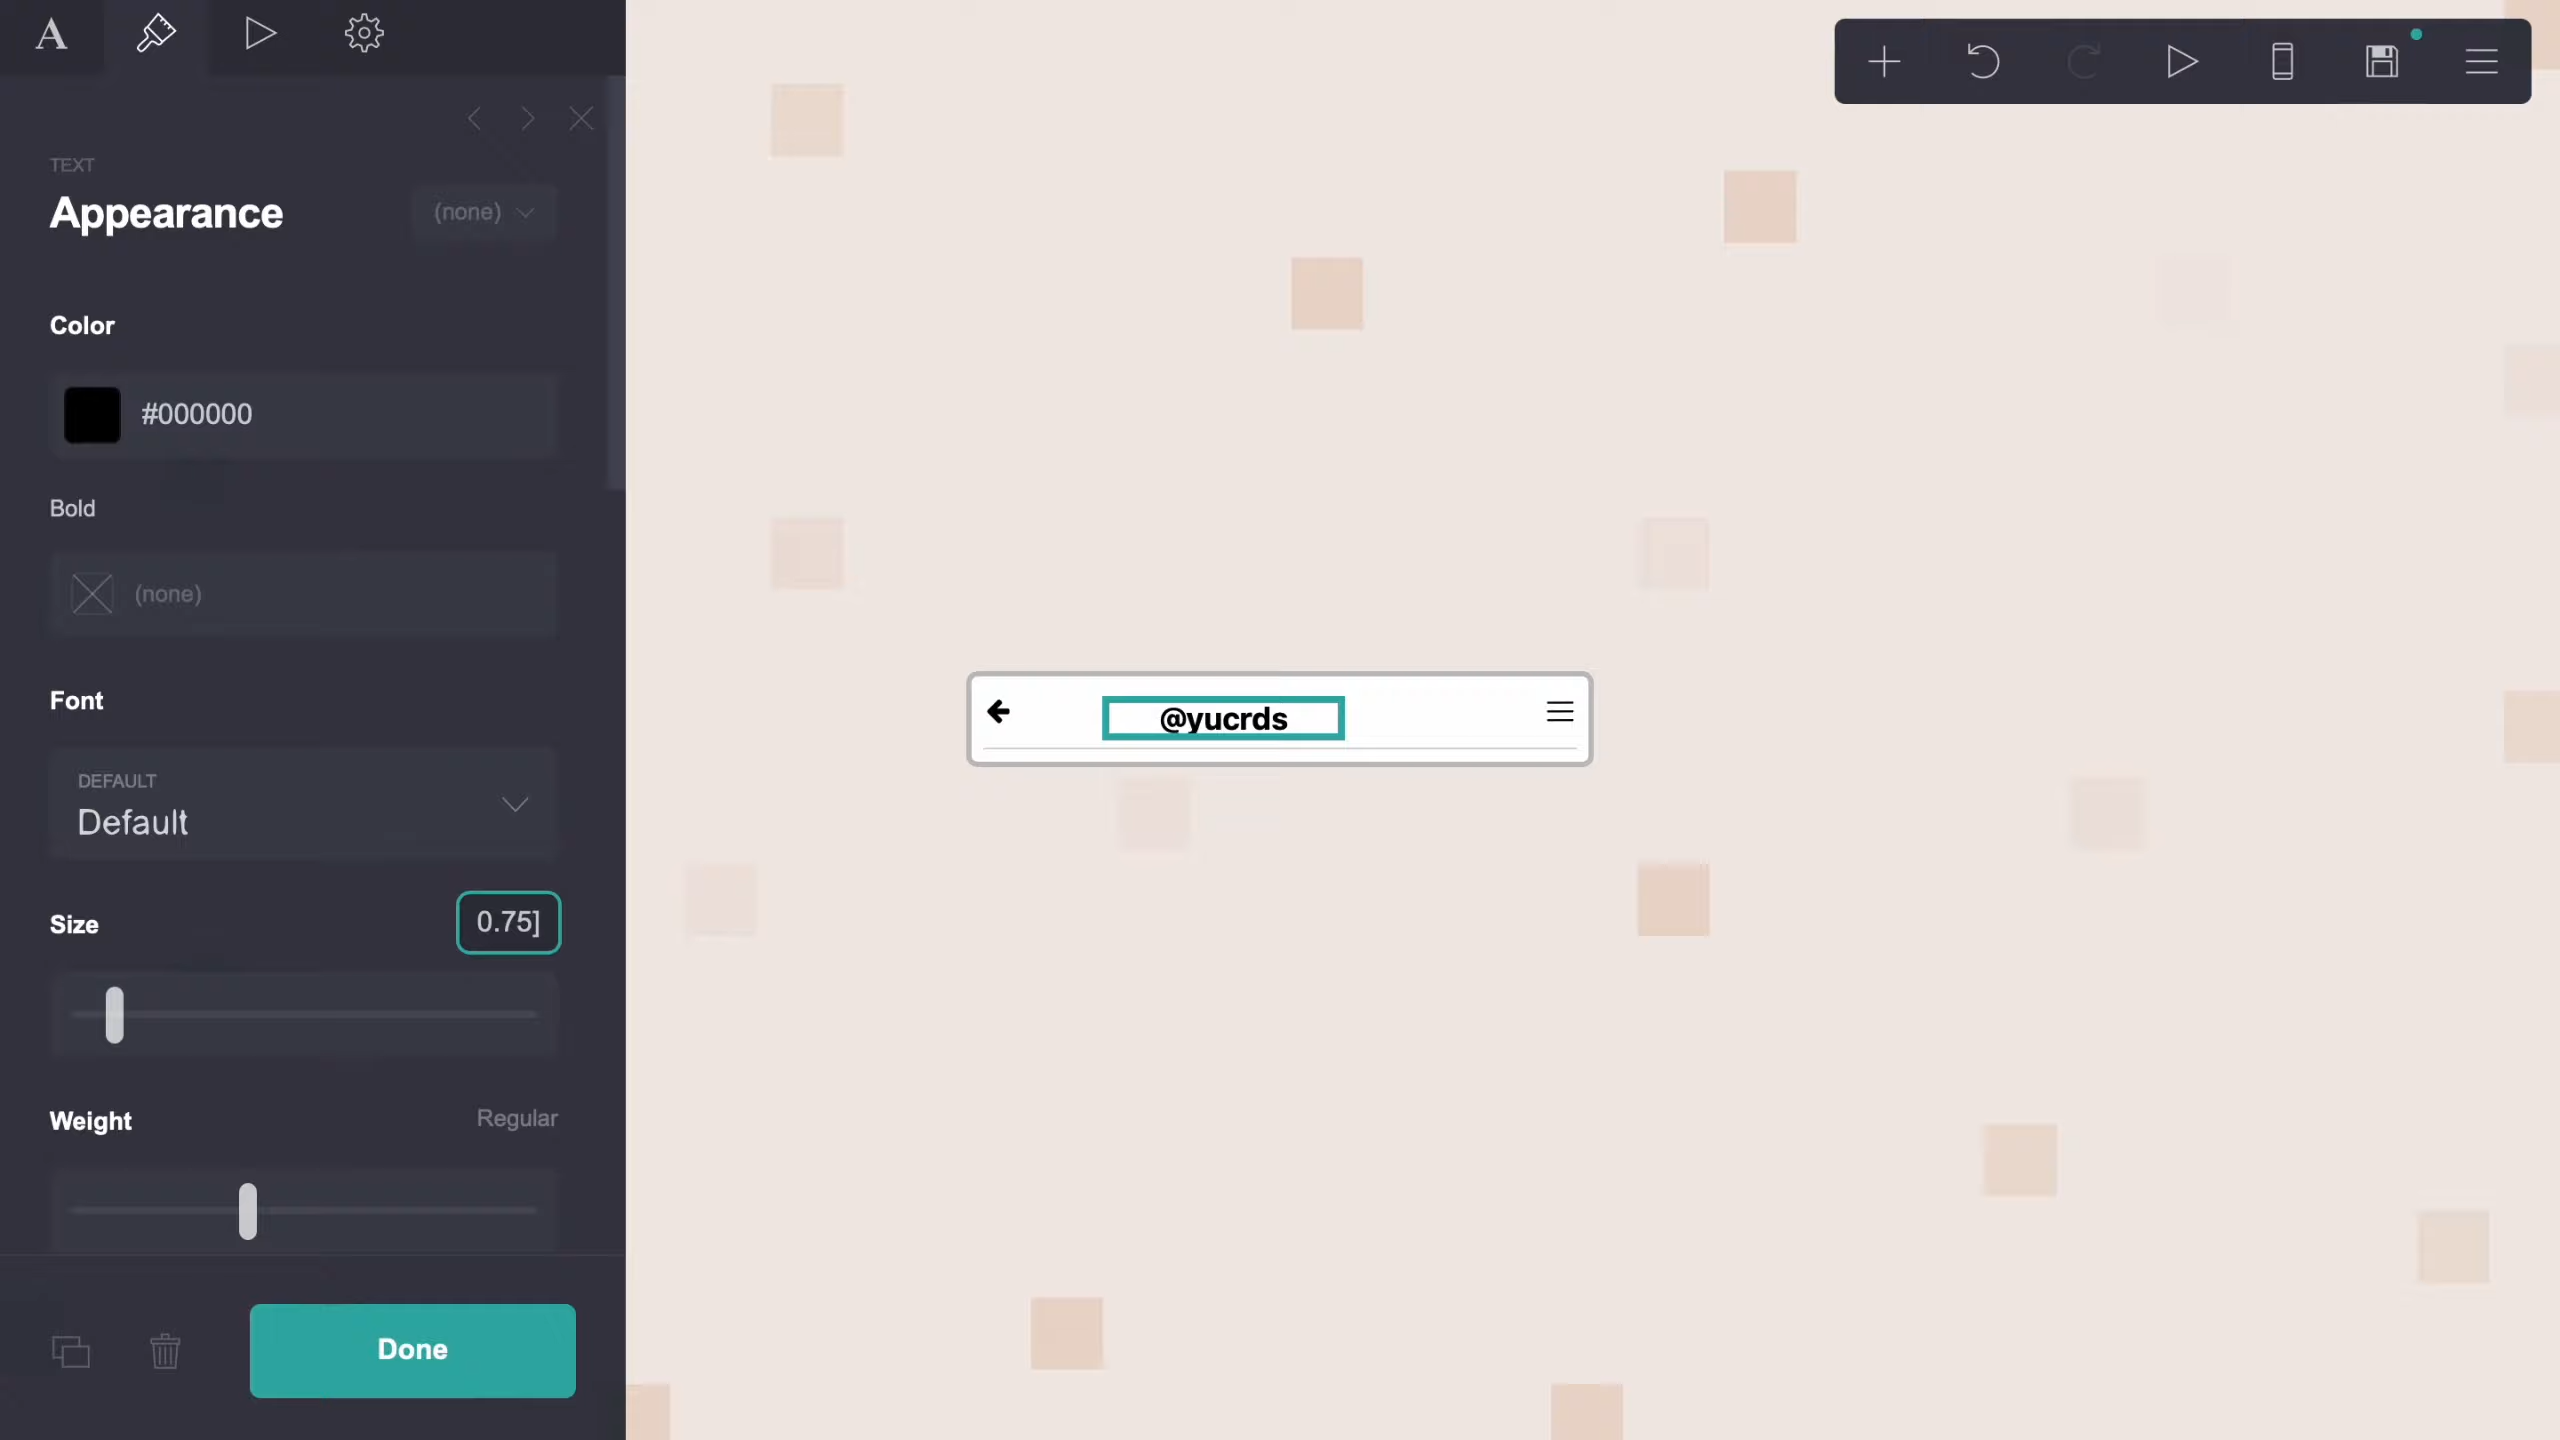 A
TEXT
Appearance
(none)
Color
#000000
Bold
(none)
Font
DEFAULT
Default
Size
0.75]
Weight
Regular
Done
@yucrds